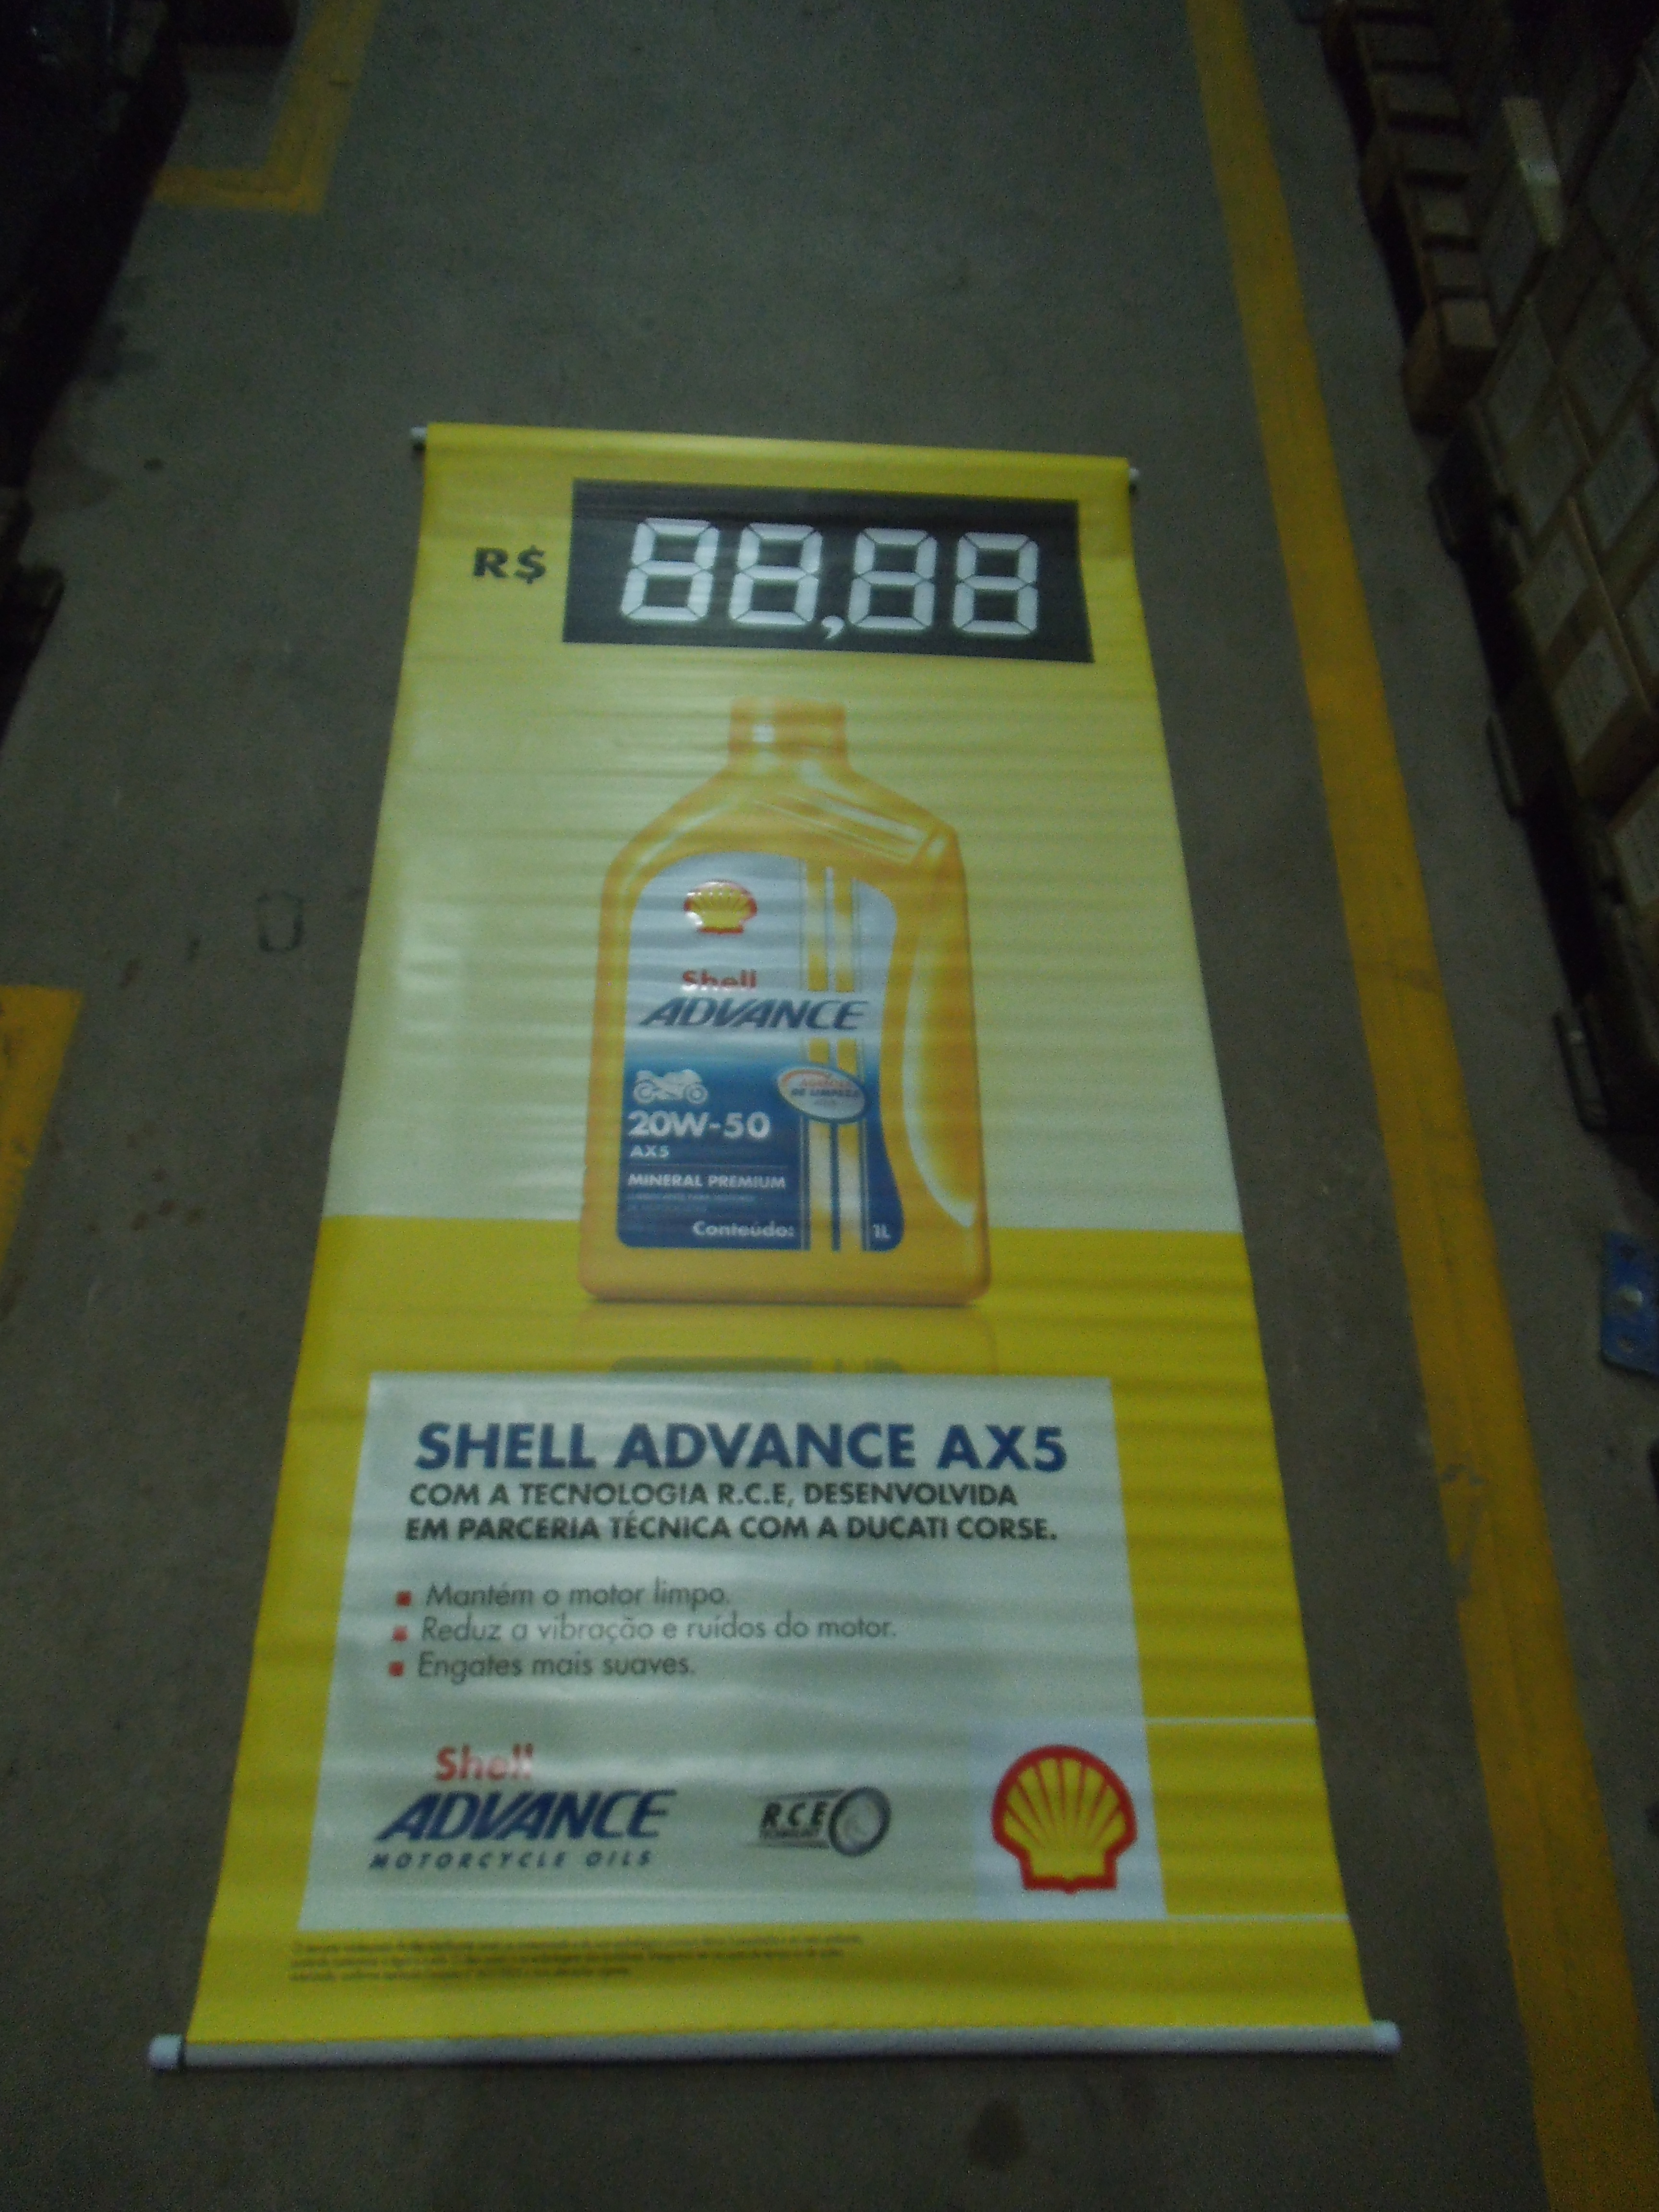 R$ 88,88
Shell
ADVANCE
20W-50
AX5
MINERAL PREMIUM
Conteúdo: 1L
SHELL ADVANCE AX5
COM A TECNOLOGIA R.C.E, DESENVOLVIDA
EM PARCERIA TÉCNICA COM A DUCATI CORSE.
Mantém o motor limpo.
Reduz a vibração e ruídos do motor.
Engates mais suaves.
Shell
ADVANCE
MOTORCYCLE OILS
R.C.E